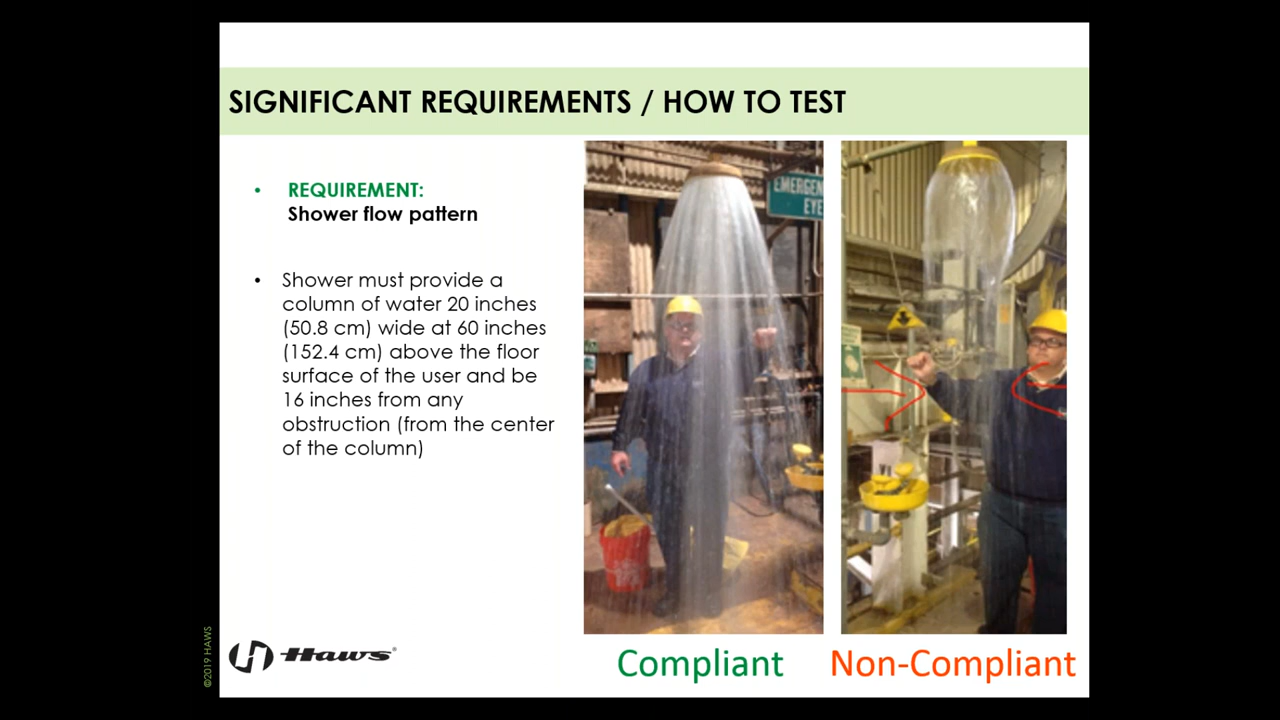 SIGNIFICANT REQUIREMENTS / HOW TO TEST
• REQUIREMENT:
Shower flow pattern
• Shower must provide a
column of water 20 inches
(50.8 cm) wide at 60 inches
(152.4 cm) above the floor
surface of the user and be
16 inches from any
obstruction (from the center
of the column)
EMERGEN
EYE
Compliant
Non-Compliant
Haws®
©2019 HAWS